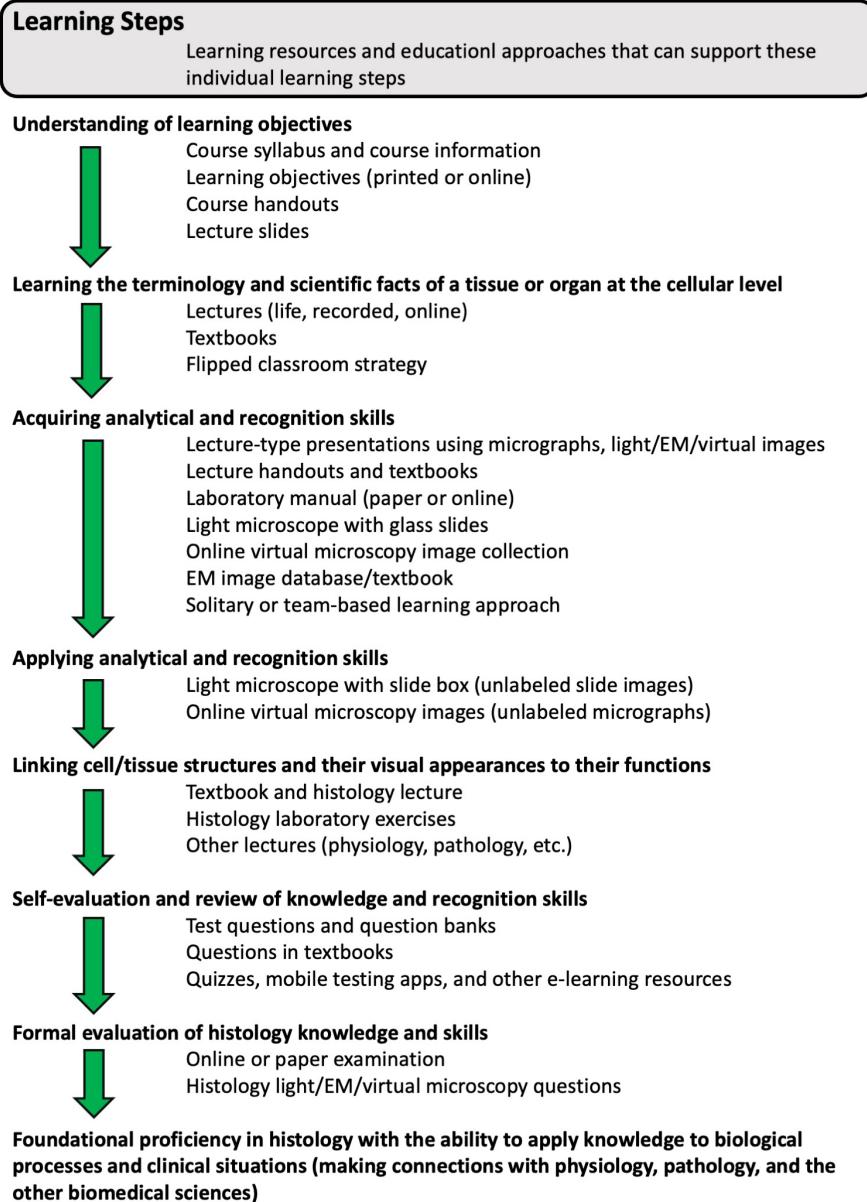 Learning Steps
Learning resources and educationl approaches that can support these
individual learning steps
Understanding of learning objectives
Course syllabus and course information
Learning objectives (printed or online)
Course handouts
Lecture slides
Learning the terminology and scientific facts of a tissue or organ at the cellular level
Lectures (life, recorded, online)
Textbooks
Flipped classroom strategy
Acquiring analytical and recognition skills
Lecture-type presentations using micrographs, light/EM/virtual images
Lecture handouts and textbooks
Laboratory manual (paper or online)
Light microscope with glass slides
Online virtual microscopy image collection
EM image database/textbook
Solitary or team-based learning approach
Applying analytical and recognition skills
Light microscope with slide box (unlabeled slide images)
Online virtual microscopy images (unlabeled micrographs)
Linking cell/tissue structures and their visual appearances to their functions
Textbook and histology lecture
Histology laboratory exercises
Other lectures (physiology, pathology, etc.)
Self-evaluation and review of knowledge and recognition skills
Test questions and question banks
Questions in textbooks
Quizzes, mobile testing apps, and other e-learning resources
Formal evaluation of histology knowledge and skills
Online or paper examination
Histology light/EM/virtual microscopy questions
Foundational proficiency in histology with the ability to apply knowledge to biological
processes and clinical situations (making connections with physiology, pathology, and the
other biomedical sciences)